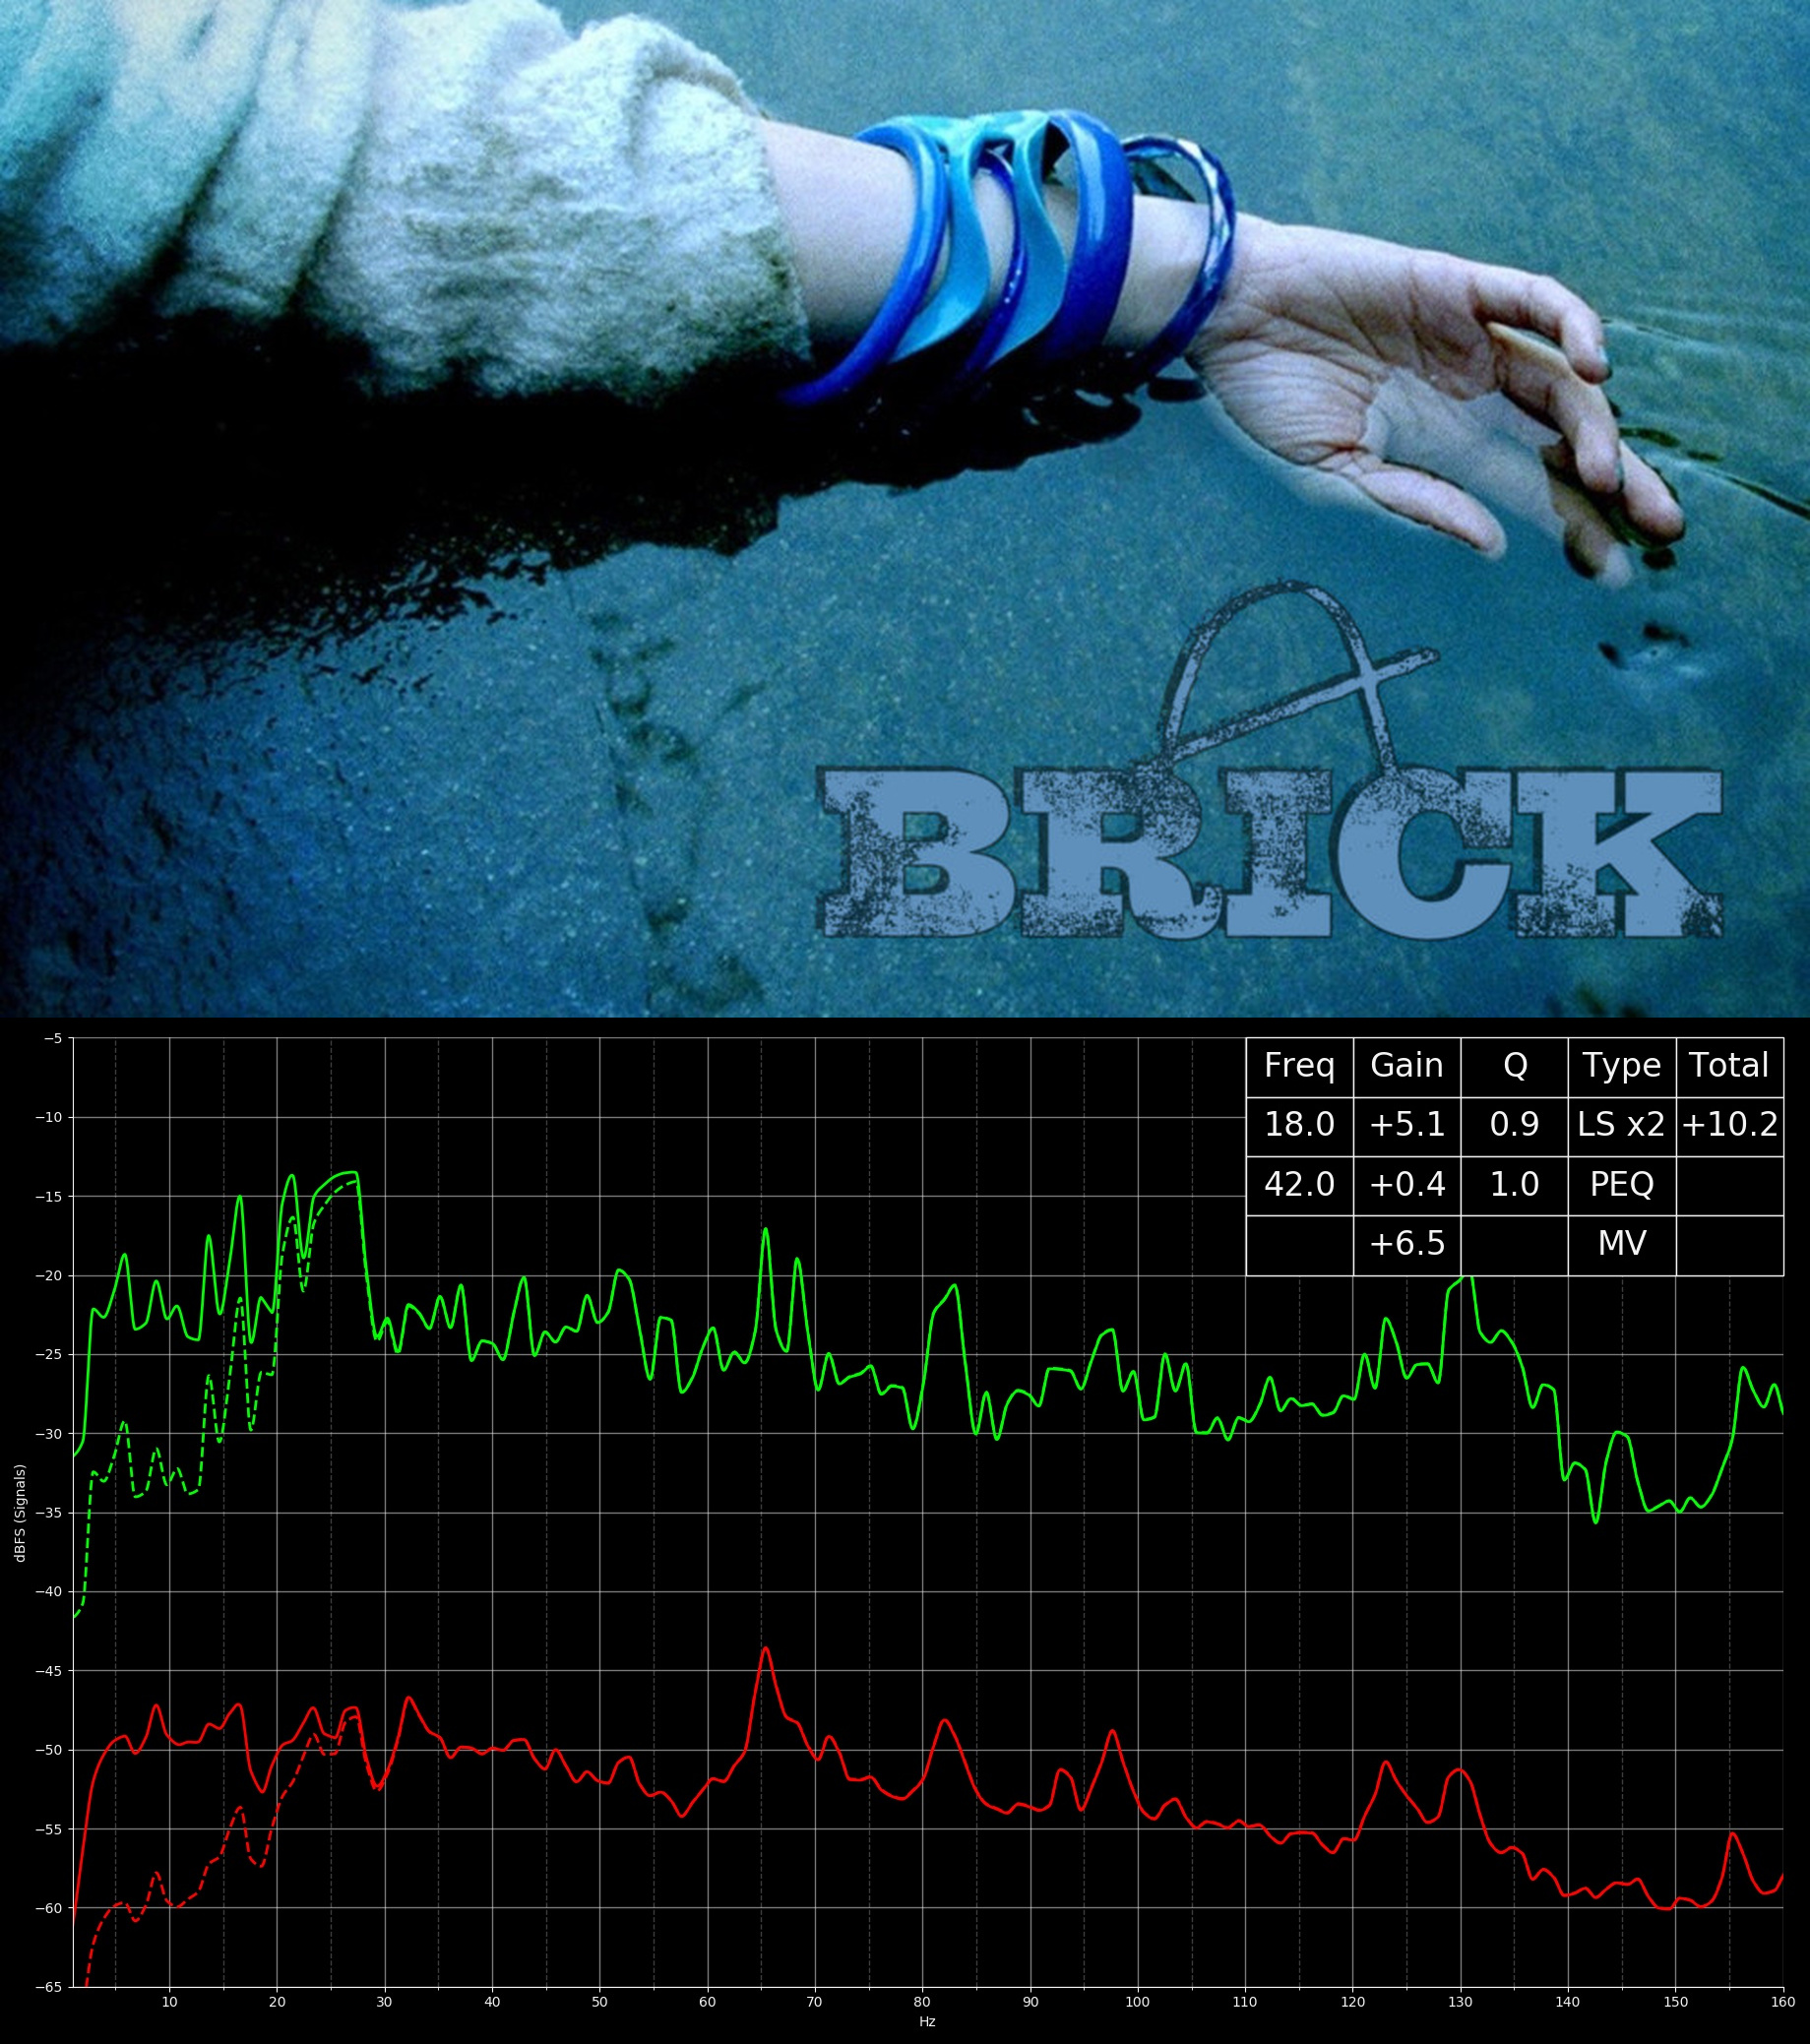 BRICK
Freq Gain Q Type Total
18.0 +5.1 0.9 LS x2 +10.2
42.0 +0.4 1.0 PEQ
+6.5 MV
−5
−10
−15
−20
−25
−30
−35
−40
−45
−50
−55
−60
−65
dBFS (Signals)
10 20 30 40 50 60 70 80 90 100 110 120 130 140 150 160
Hz